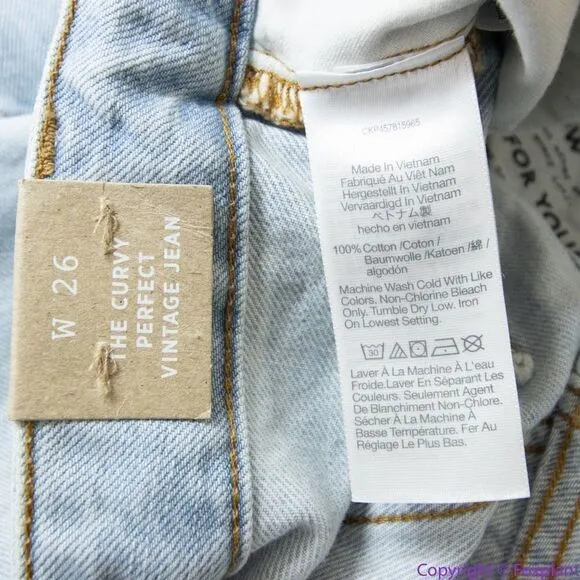 W 26
THE CURVY
PERFECT
VINTAGE JEAN
CKP457B15965
Made In Vietnam
Fabriqué Au Viêt Nam
Hergestellt In Vietnam
Vervaardigd In Vietnam
ベトナム製
hecho en vietnam
100% Cotton /Coton /
Baumwolle /Katoen /綿 /
algodón
Machine Wash Cold With Like
Colors. Non-Chlorine Bleach
Only. Tumble Dry Low. Iron
On Lowest Setting.
30
Laver À La Machine À L'eau
Froide.Laver En Séparant Les
Couleurs. Seulement Agent
De Blanchiment Non-Chlore.
Sécher À La Machine À
Basse Température. Fer Au
Réglage Le Plus Bas.
FOR YOU
Copyright ©